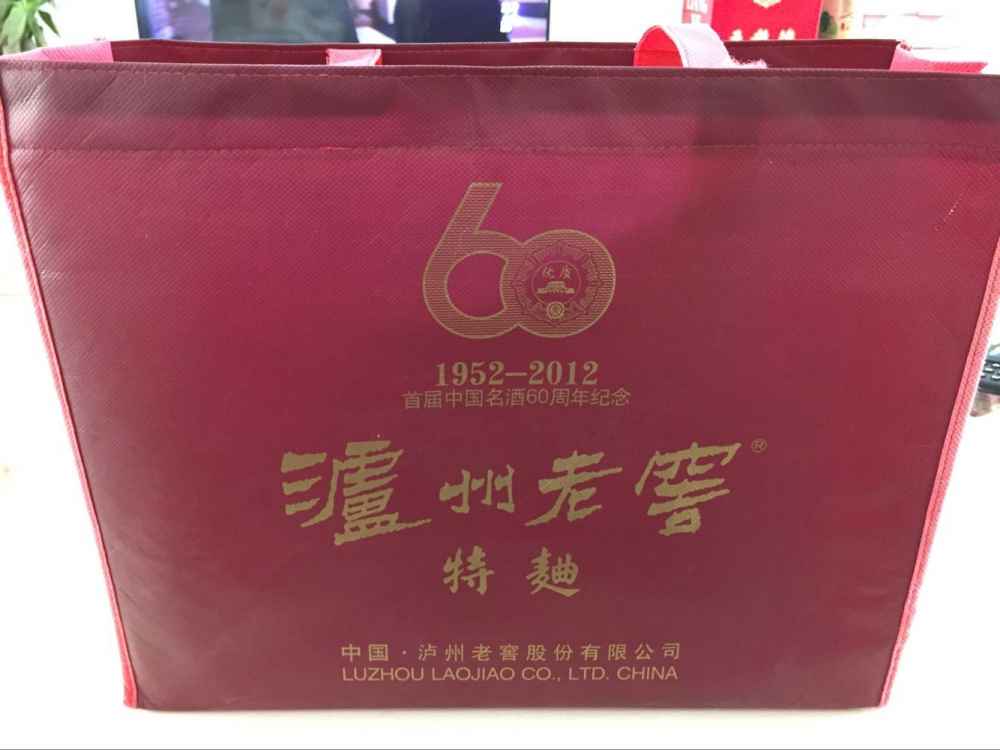 60
优质
1952-2012
首届中国名酒60周年纪念
瀘州老窖®
特麯
中国·泸州老窖股份有限公司
LUZHOU LAOJIAO CO., LTD. CHINA